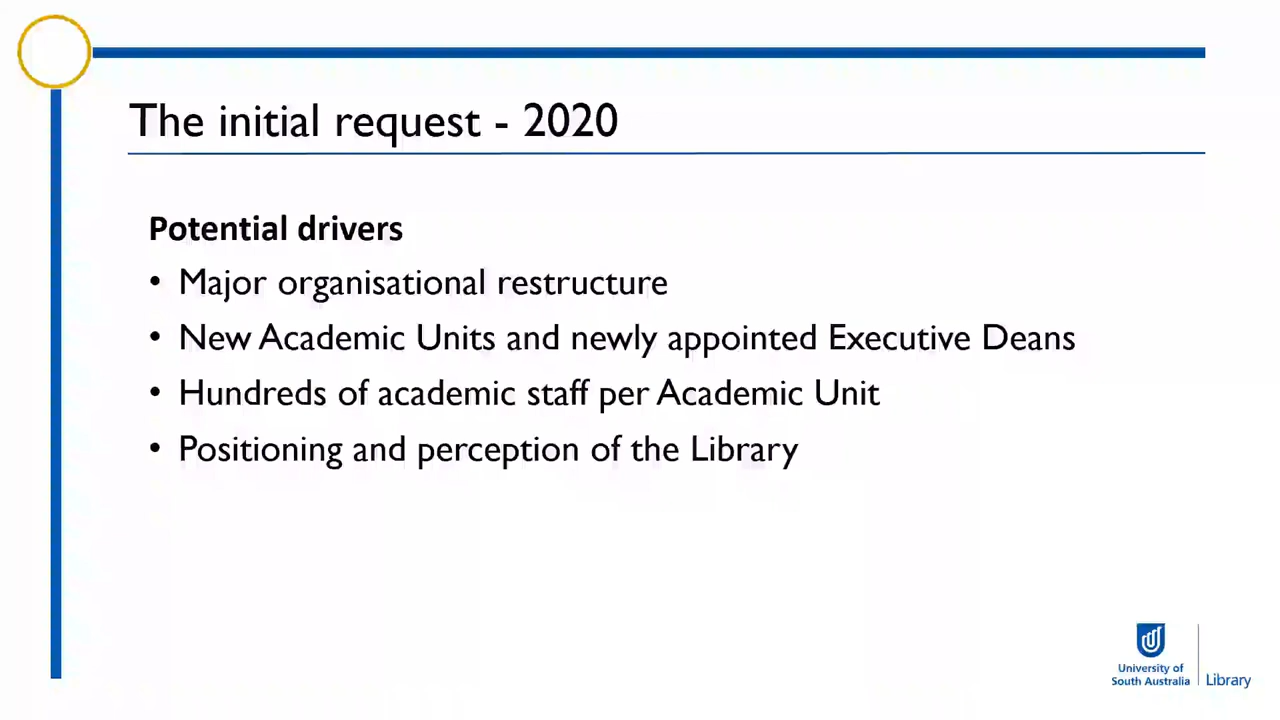 The initial request - 2020
Potential drivers
• Major organisational restructure
• New Academic Units and newly appointed Executive Deans
• Hundreds of academic staff per Academic Unit
• Positioning and perception of the Library
University of
South Australia
Library